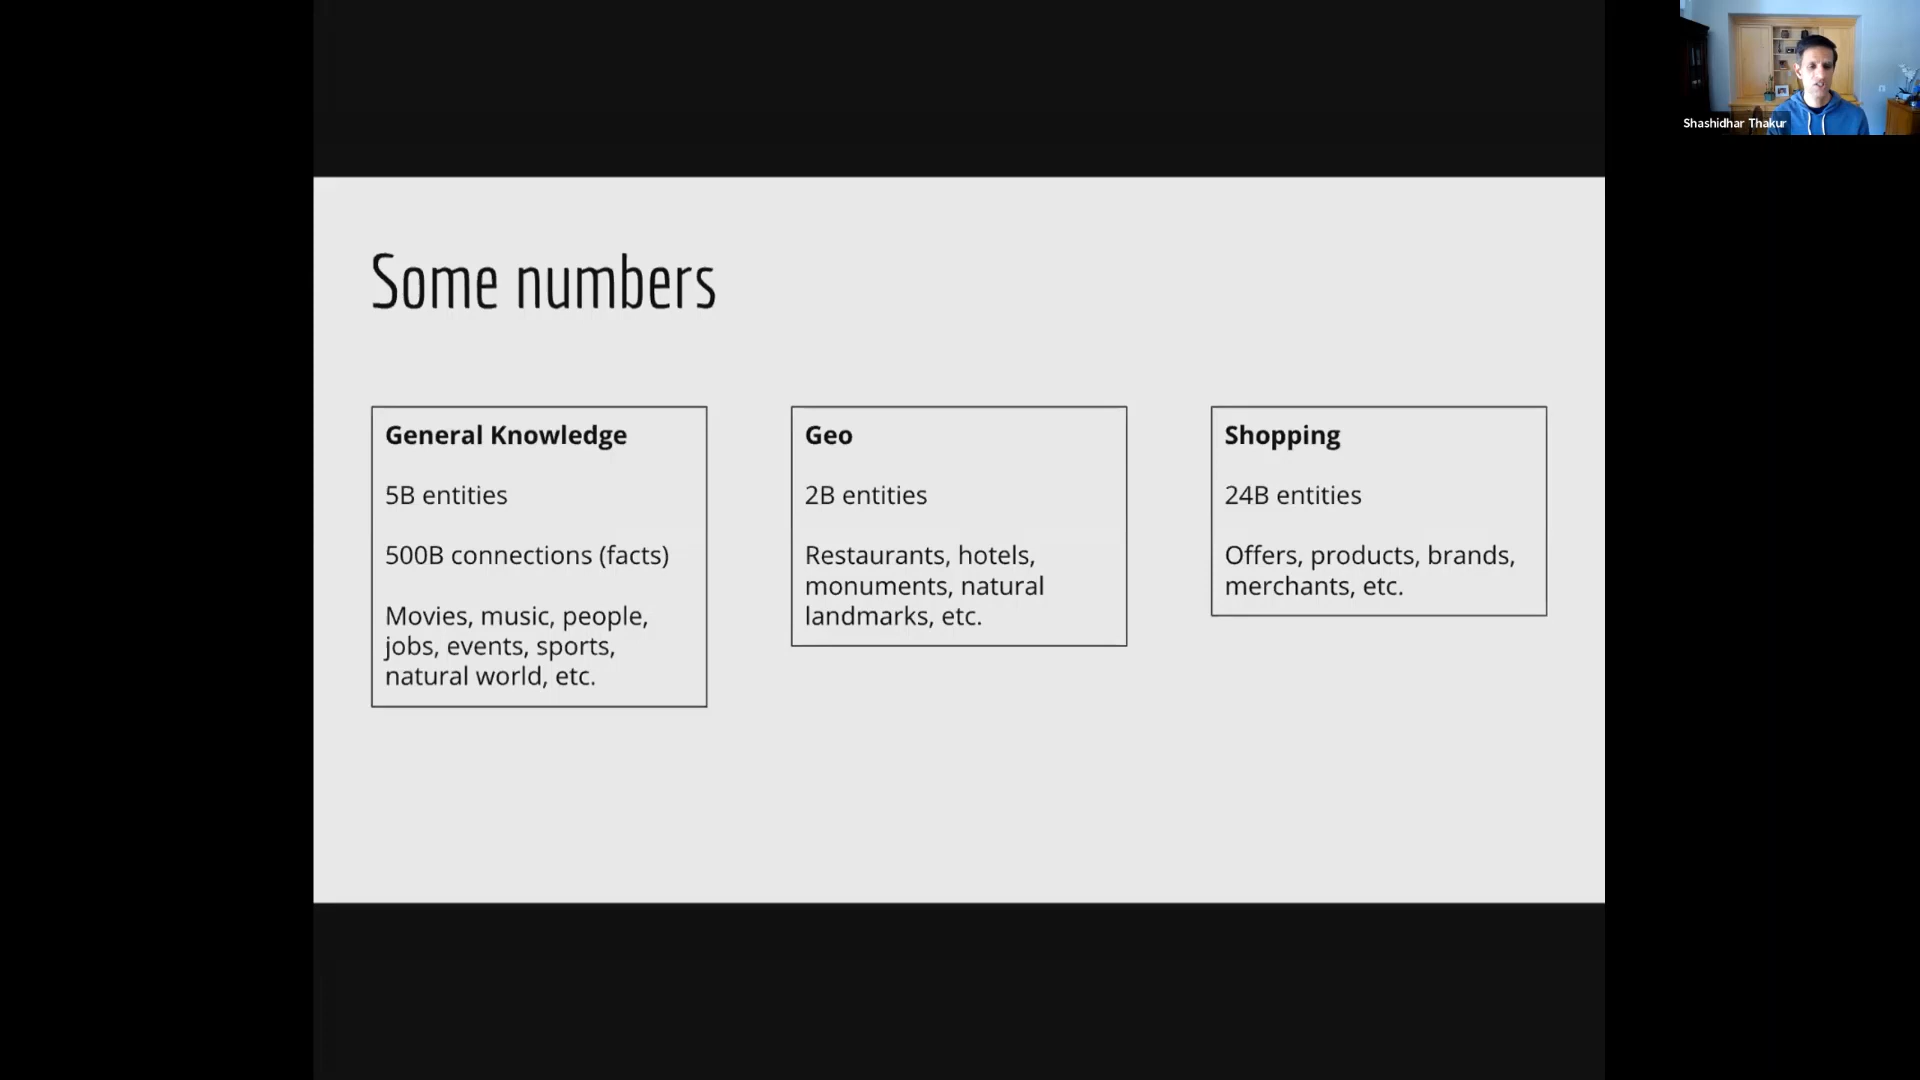 Some numbers
General Knowledge
5B entities
500B connections (facts)
Movies, music, people,
jobs, events, sports,
natural world, etc.
Geo
2B entities
Restaurants, hotels,
monuments, natural
landmarks, etc.
Shopping
24B entities
Offers, products, brands,
merchants, etc.
Shashidhar Thakur